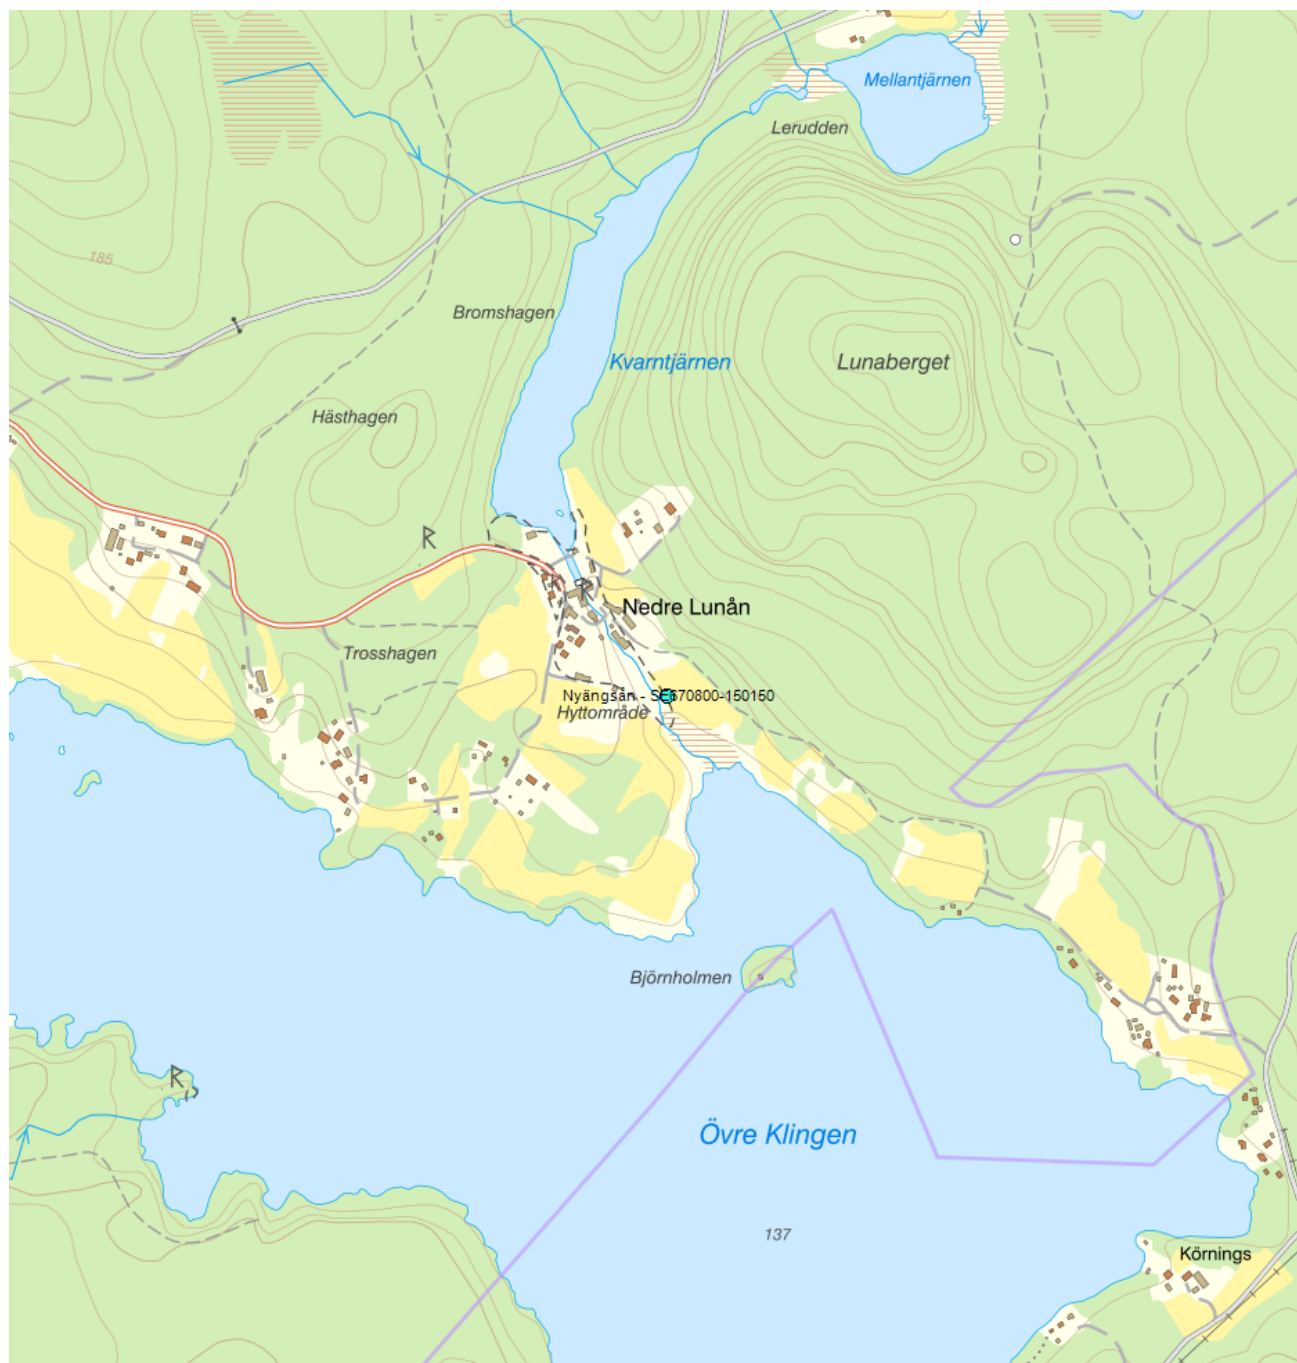 Mellantjärnen
Lerudden
185
Bromshagen
Kvarntjärnen
Lunaberget
Hästhagen
Nedre Lunån
Trosshagen
Nyängsån - SE670800-150150
Hyttområde
Björnholmen
Övre Klingen
137
Körnings